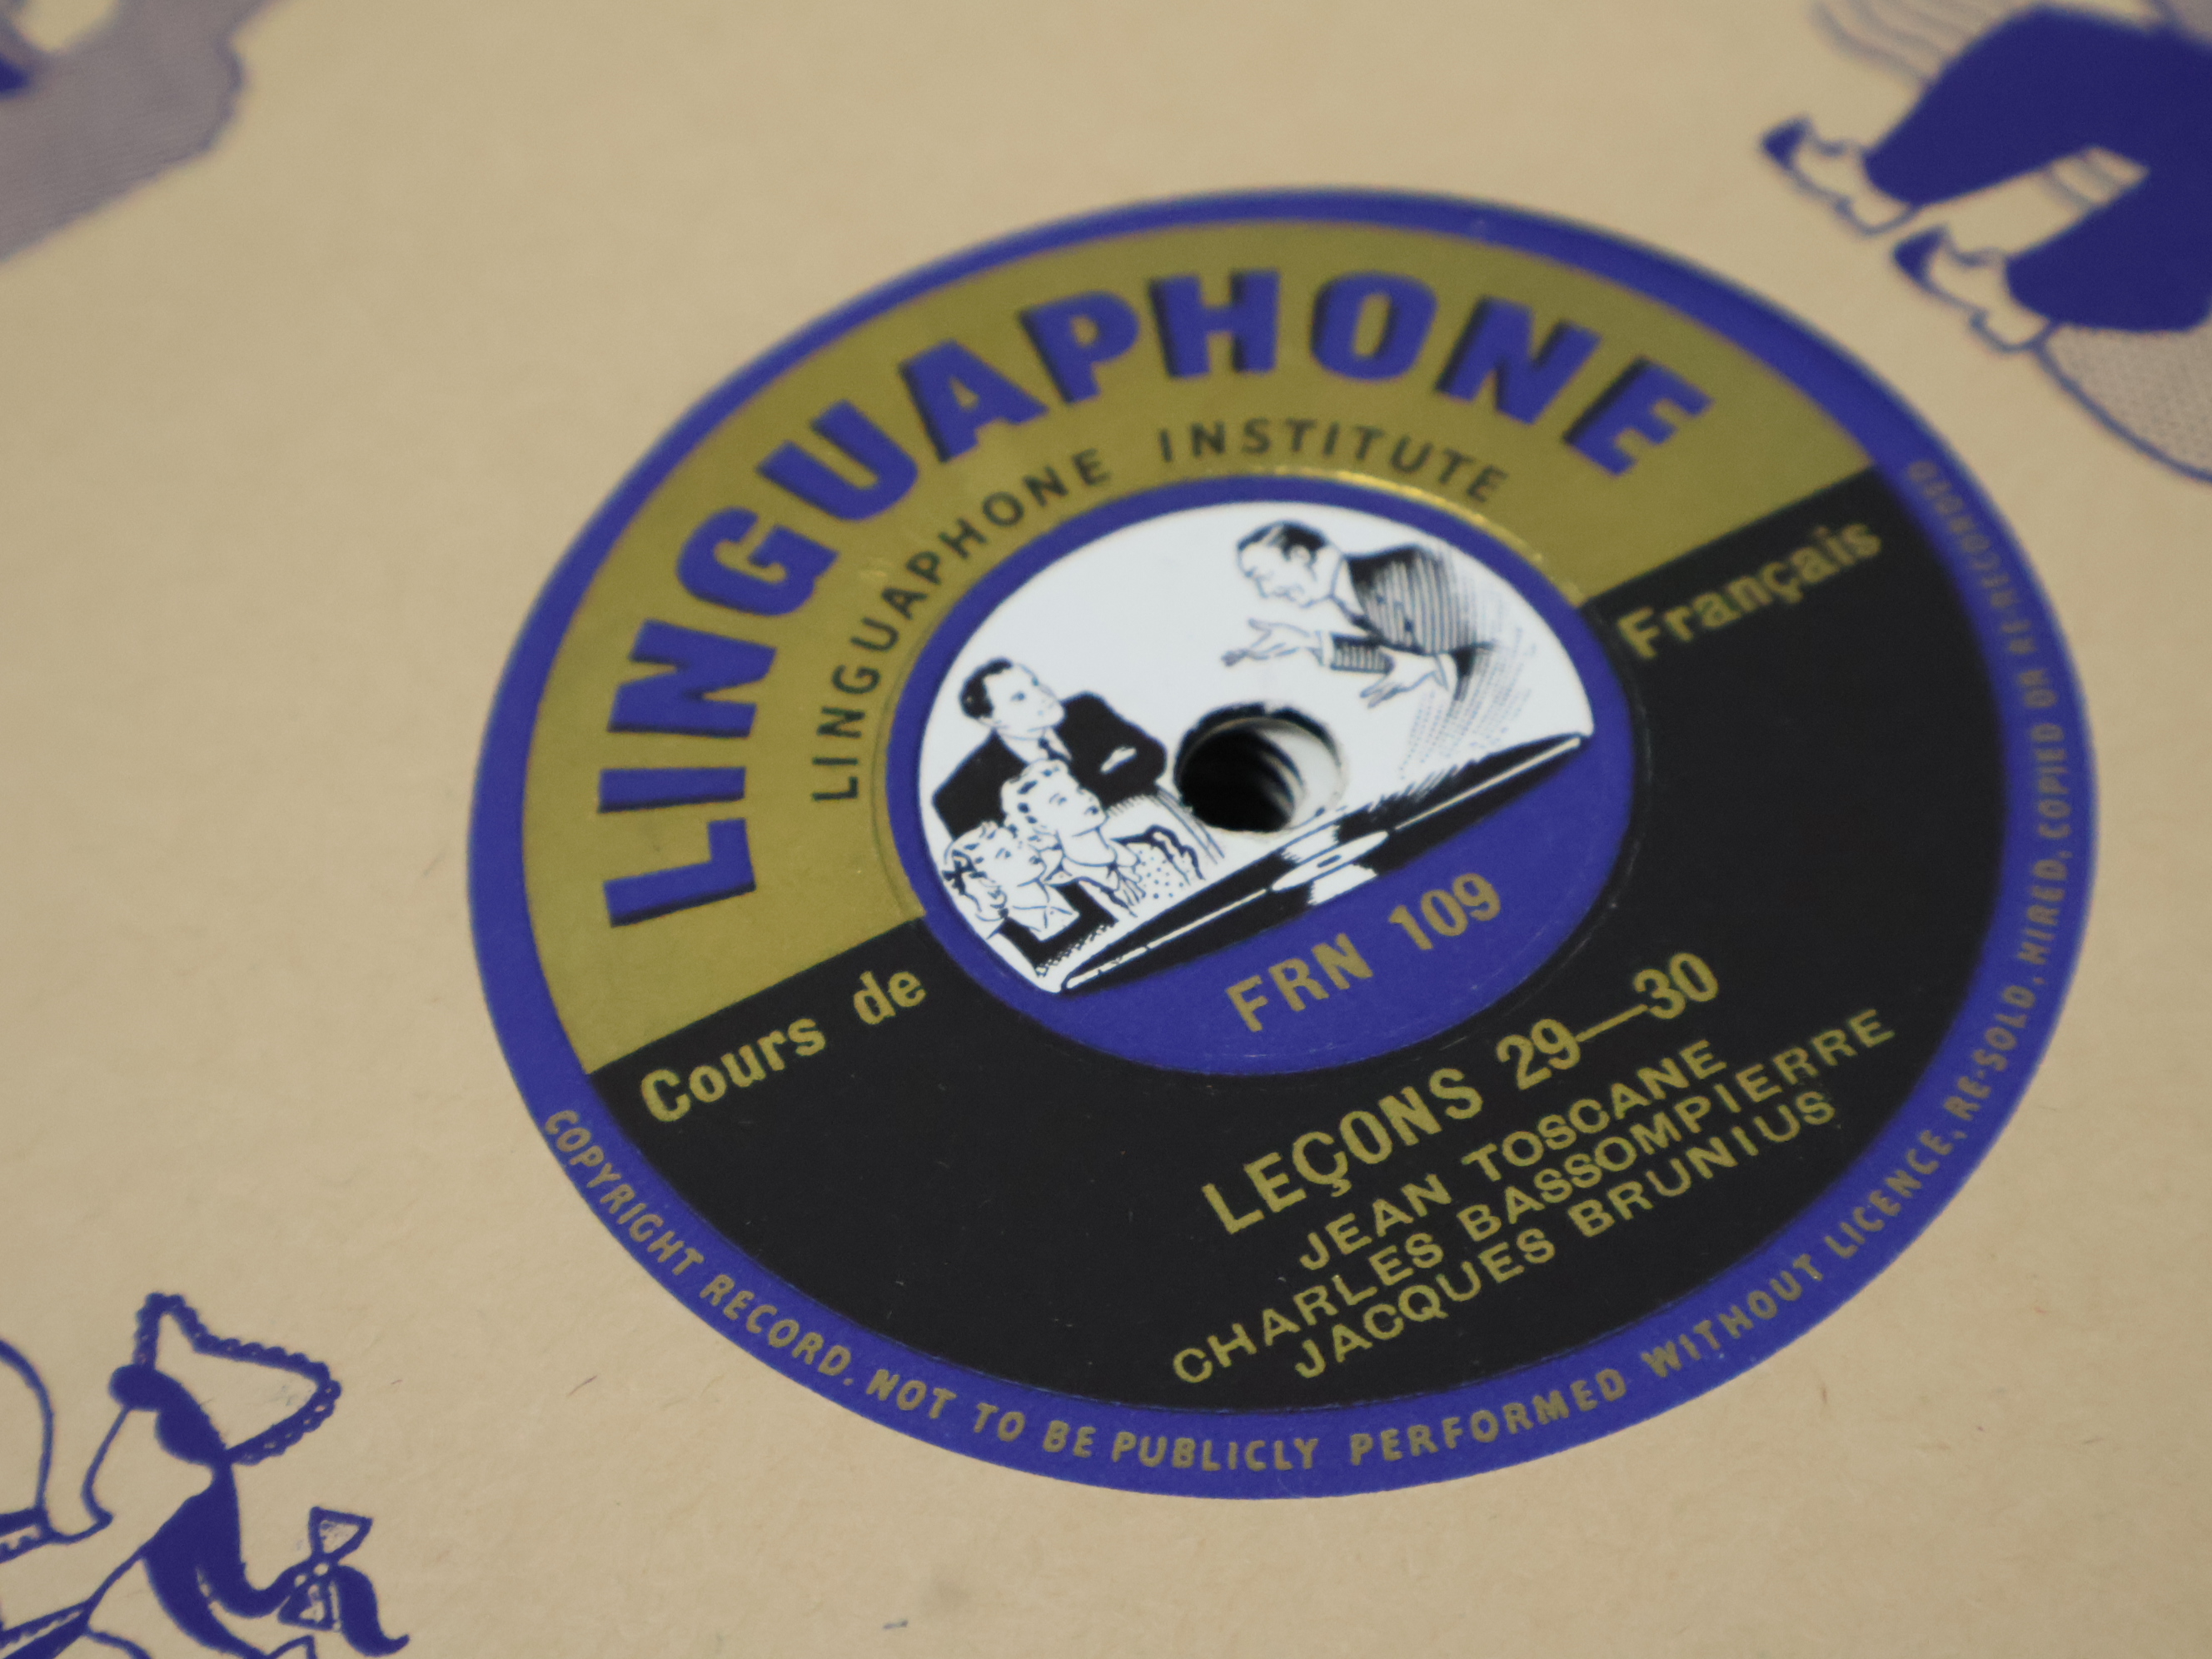 LINGUAPHONE
LINGUAPHONE INSTITUTE
Cours de Français
FRN 109
LEÇONS 29—30
JEAN TOSCANE
CHARLES BASSOMPIERRE
JACQUES BRUNIUS
COPYRIGHT RECORD. NOT TO BE PUBLICLY PERFORMED WITHOUT LICENCE, RE-SOLD, HIRED, COPIED OR RE-RECORDED